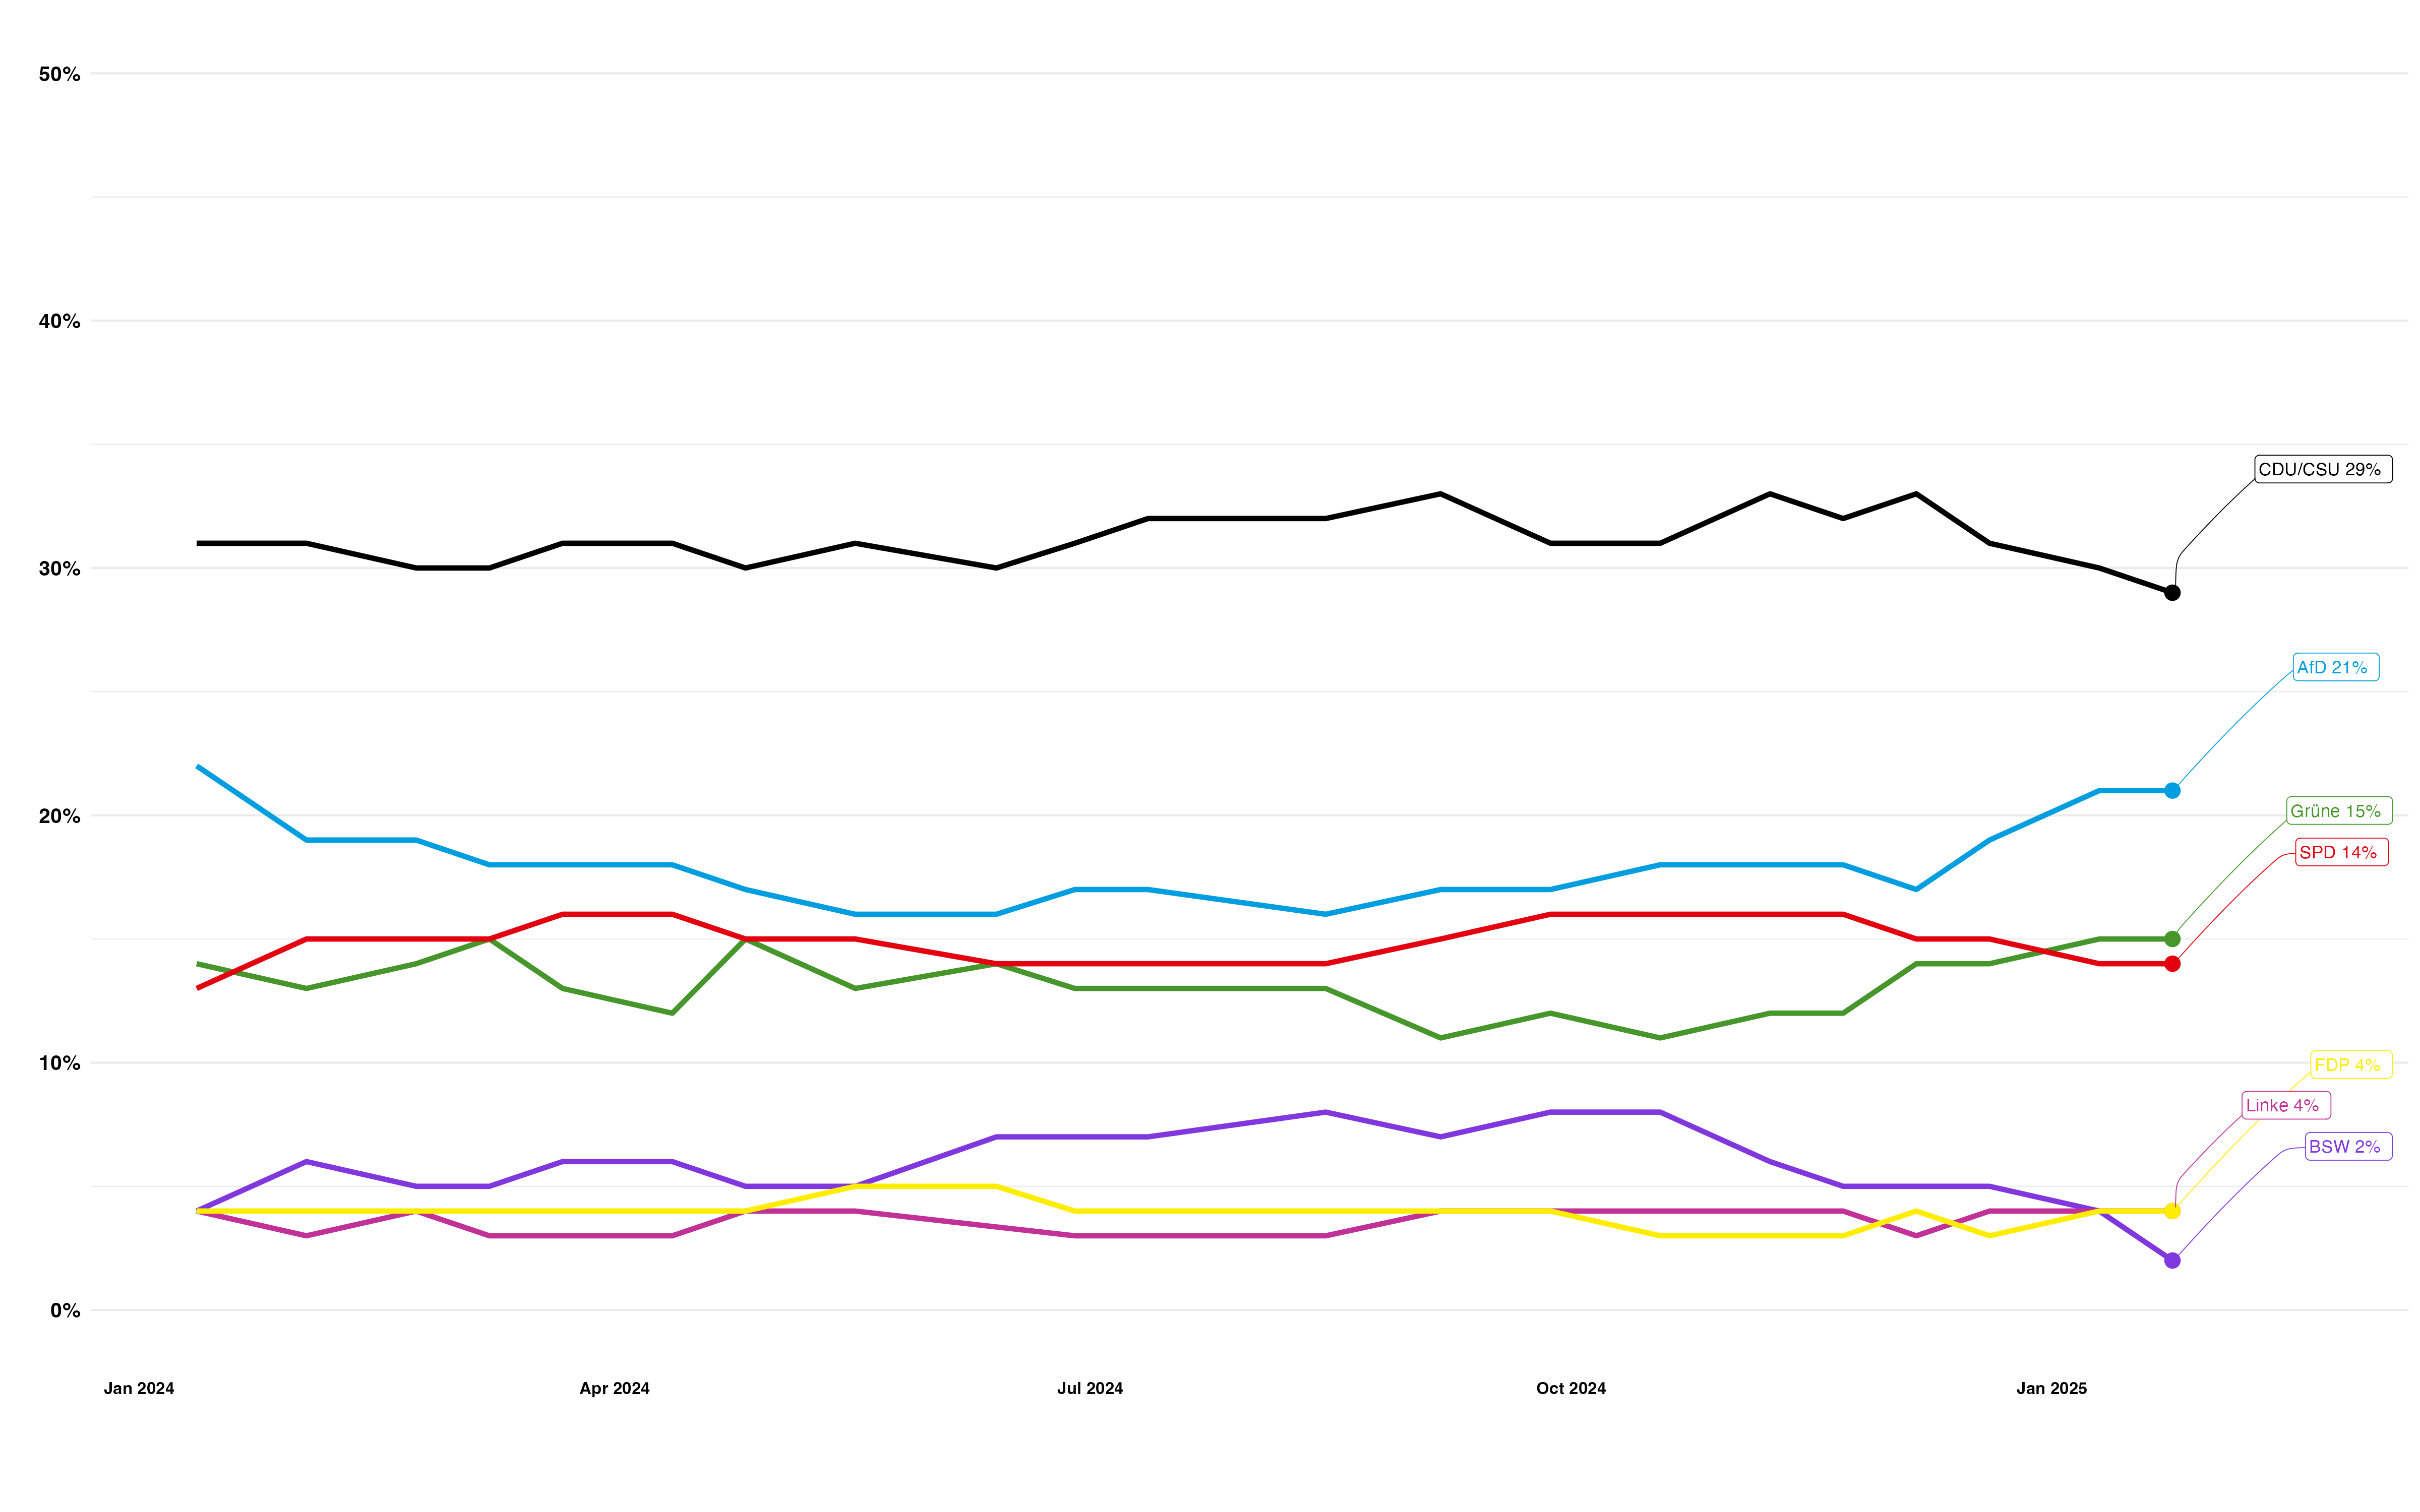 50%
40%
CDU/CSU 29%
30%
AfD 21%
Grüne 15%
20%
SPD 14%
10%
FDP 4%
Linke 4%
BSW 2%
0%
Jan 2024
Apr 2024
Jul 2024
Oct 2024
Jan 2025